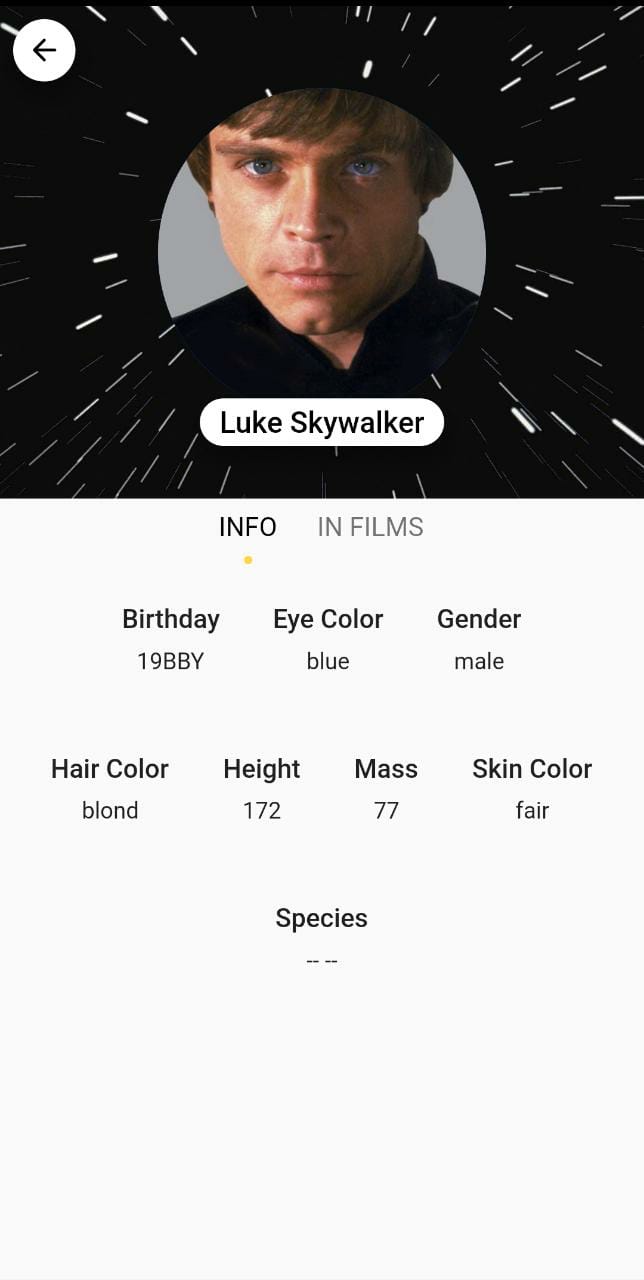 Luke Skywalker
INFO IN FILMS
Birthday Eye Color Gender
19BBY blue male
Hair Color Height Mass Skin Color
blond 172 77 fair
Species
-- --